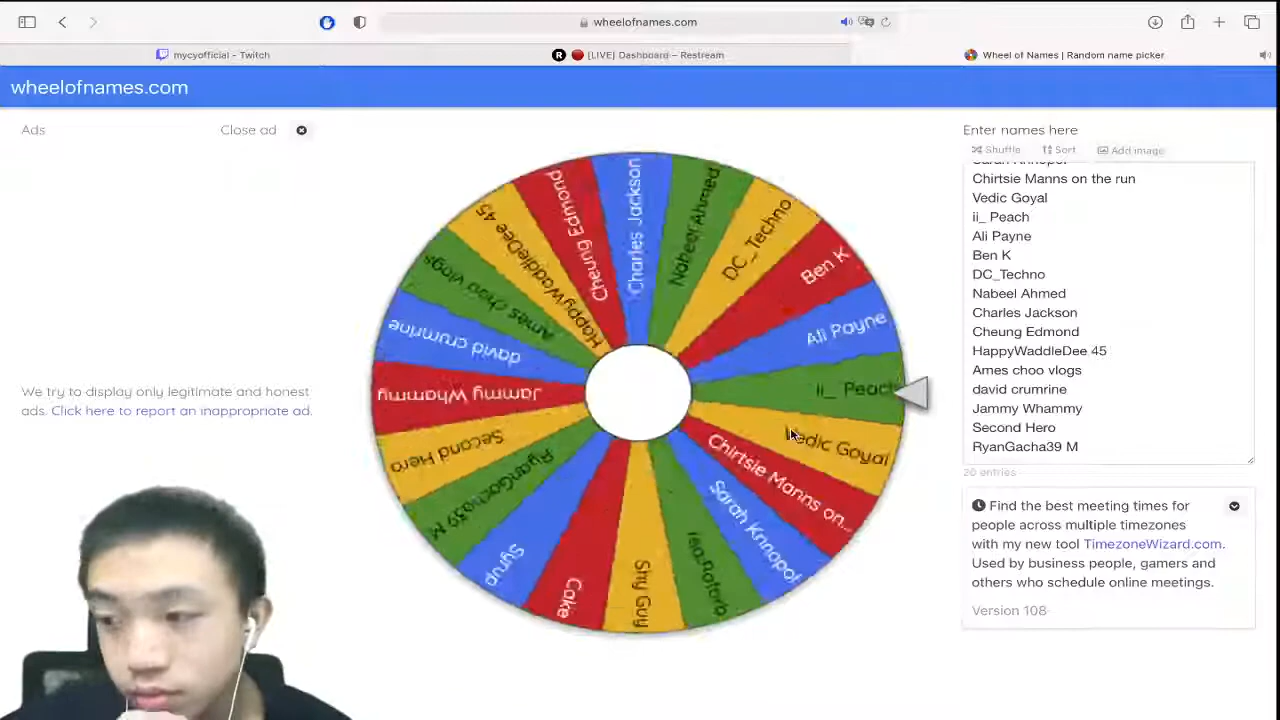 wheelofnames.com
mycyofficial - Twitch
[LIVE] Dashboard – Restream
Wheel of Names | Random name picker
wheelofnames.com
Ads
Close ad
We try to display only legitimate and honest
ads. Click here to report an inappropriate ad.
Charles Jackson
Nabeel Ahmed
DC_Techno
Ben K
Ali Payne
ii_ Peach
Vedic Goyal
Chirtsie Manns on...
Sarah Knnopol
Shy Guy
Cake
Syrup
RyanGacha39 M
Second Hero
Jammy Whammy
david crumrine
Ames choo vlogs
HappyWaddleDee 45
Cheung Edmond
Enter names here
Shuffle
Sort
Add image
Sarah Knnopol
Chirtsie Manns on the run
Vedic Goyal
ii_ Peach
Ali Payne
Ben K
DC_Techno
Nabeel Ahmed
Charles Jackson
Cheung Edmond
HappyWaddleDee 45
Ames choo vlogs
david crumrine
Jammy Whammy
Second Hero
RyanGacha39 M
20 entries
Find the best meeting times for
people across multiple timezones
with my new tool TimezoneWizard.com.
Used by business people, gamers and
others who schedule online meetings.
Version 108